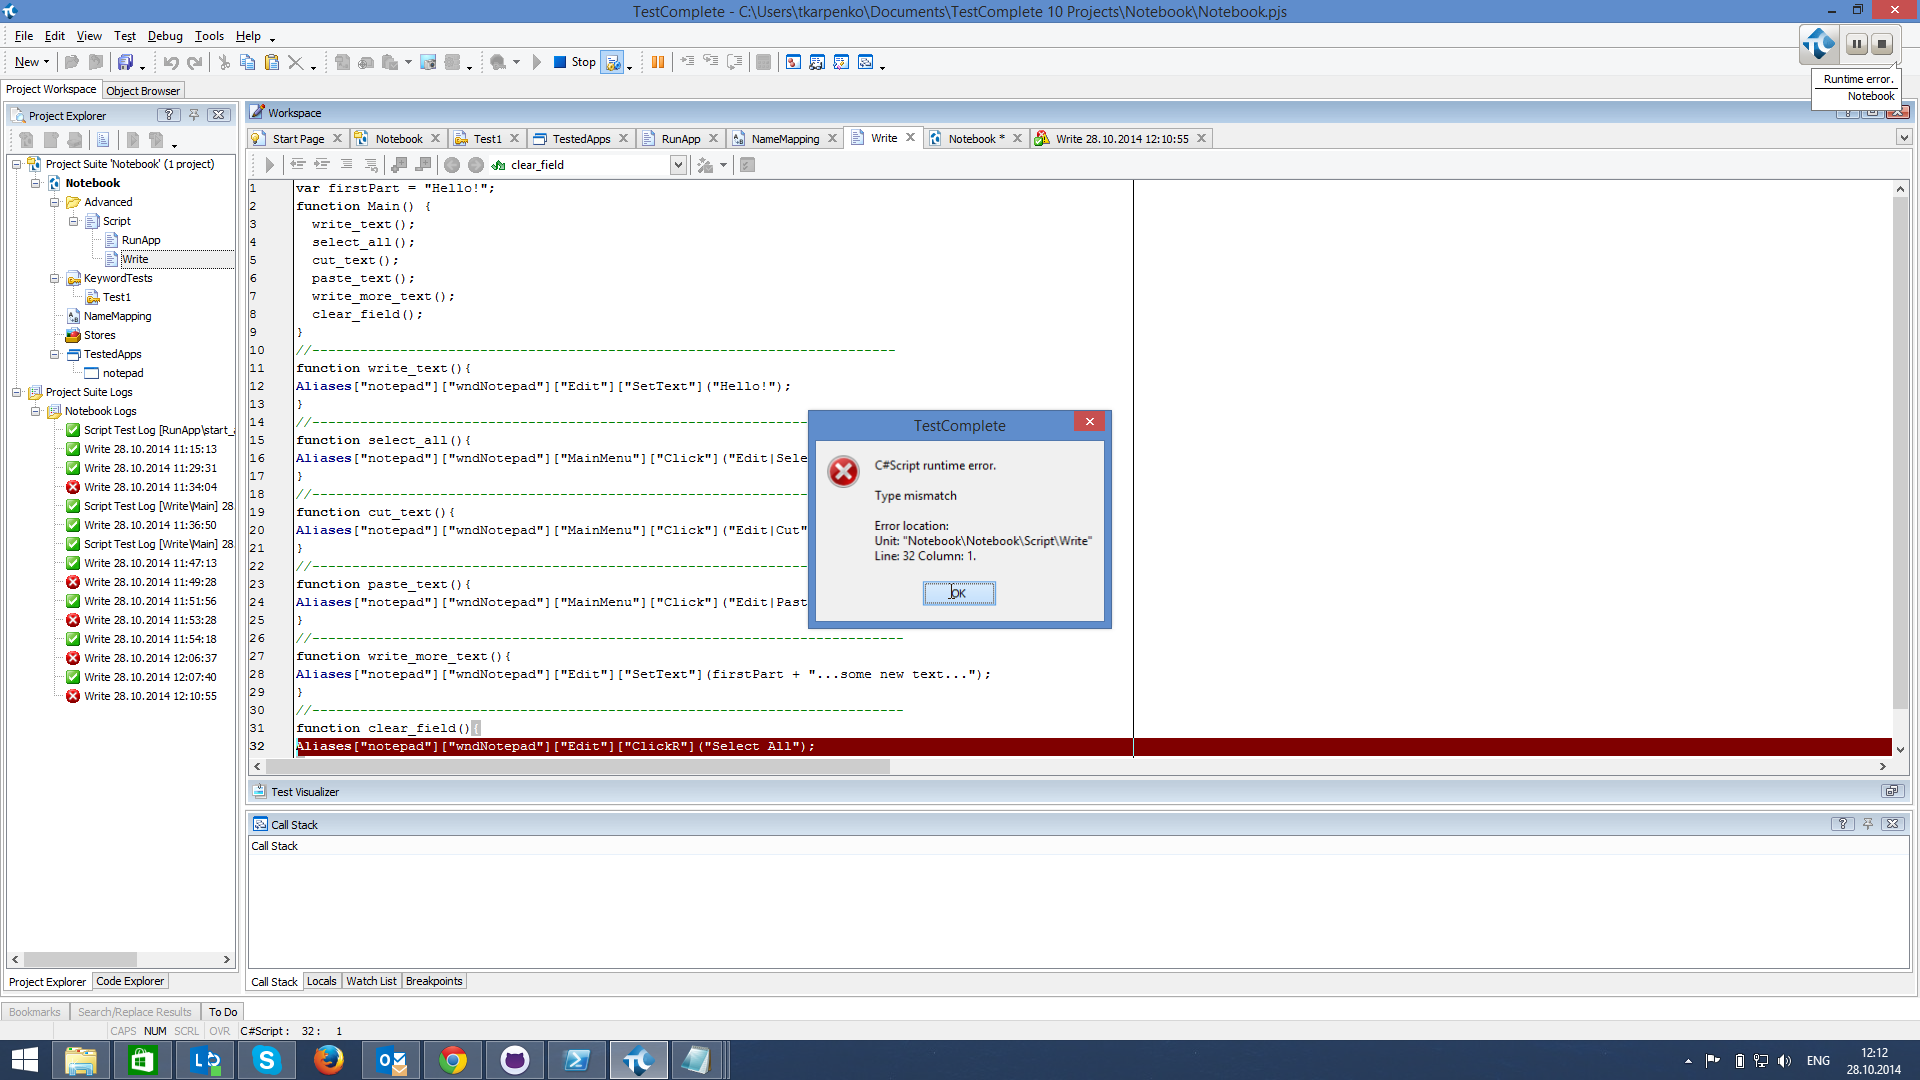 TestComplete - C:\Users\tkarpenko\Documents\TestComplete 10 Projects\Notebook\Notebook.pjs
File Edit View Test Debug Tools Help
New Stop
Runtime error.
Notebook
Project Workspace Object Browser
Project Explorer
Project Suite 'Notebook' (1 project)
Notebook
Advanced
Script
RunApp
Write
KeywordTests
Test1
NameMapping
Stores
TestedApps
notepad
Project Suite Logs
Notebook Logs
Script Test Log [RunApp\start_
Write 28.10.2014 11:15:13
Write 28.10.2014 11:29:31
Write 28.10.2014 11:34:04
Script Test Log [Write\Main] 28
Write 28.10.2014 11:36:50
Script Test Log [Write\Main] 28
Write 28.10.2014 11:47:13
Write 28.10.2014 11:49:28
Write 28.10.2014 11:51:56
Write 28.10.2014 11:53:28
Write 28.10.2014 11:54:18
Write 28.10.2014 12:06:37
Write 28.10.2014 12:07:40
Write 28.10.2014 12:10:55
Project Explorer Code Explorer
Workspace
Start Page Notebook Test1 TestedApps RunApp NameMapping Write Notebook * Write 28.10.2014 12:10:55
clear_field
1 var firstPart = "Hello!";
2 function Main() {
3 write_text();
4 select_all();
5 cut_text();
6 paste_text();
7 write_more_text();
8 clear_field();
9 }
10 //-------------------------------------------------------------------------
11 function write_text(){
12 Aliases["notepad"]["wndNotepad"]["Edit"]["SetText"]("Hello!");
13 }
14 //--------------------------------------------------------------
15 function select_all(){
16 Aliases["notepad"]["wndNotepad"]["MainMenu"]["Click"]("Edit|Sele
17 }
18 //--------------------------------------------------------------
19 function cut_text(){
20 Aliases["notepad"]["wndNotepad"]["MainMenu"]["Click"]("Edit|Cut"
21 }
22 //--------------------------------------------------------------
23 function paste_text(){
24 Aliases["notepad"]["wndNotepad"]["MainMenu"]["Click"]("Edit|Past
25 }
26 //--------------------------------------------------------------------------
27 function write_more_text(){
28 Aliases["notepad"]["wndNotepad"]["Edit"]["SetText"](firstPart + "...some new text...");
29 }
30 //--------------------------------------------------------------------------
31 function clear_field(){
32 Aliases["notepad"]["wndNotepad"]["Edit"]["ClickR"]("Select All");
TestComplete
C#Script runtime error.
Type mismatch
Error location:
Unit: "Notebook\Notebook\Script\Write"
Line: 32 Column: 1.
OK
Test Visualizer
Call Stack
Call Stack
Call Stack Locals Watch List Breakpoints
Bookmarks Search/Replace Results To Do
CAPS NUM SCRL OVR C#Script : 32 : 1
ENG
12:12
28.10.2014